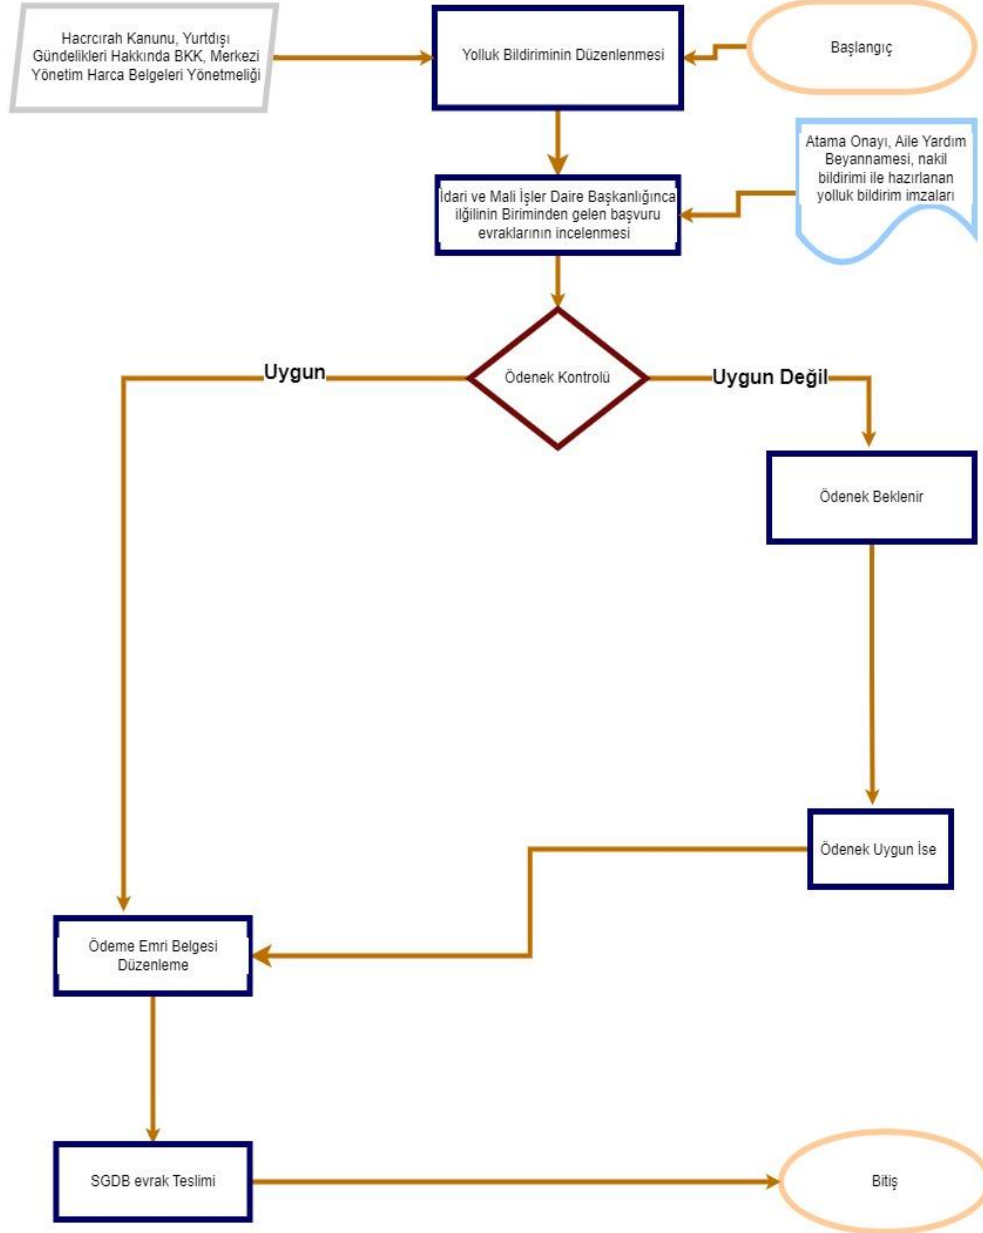 Hacrcırah Kanunu, Yurtdışı
Gündelikleri Hakkında BKK, Merkezi
Yönetim Harca Belgeleri Yönetmeliği
Yolluk Bildiriminin Düzenlenmesi
Başlangıç
Atama Onayı, Aile Yardım
Beyannamesi, nakil
bildirimi ile hazırlanan
yolluk bildirim imzaları
İdari ve Mali İşler Daire Başkanlığınca
ilğilinin Biriminden gelen başvuru
evraklarının incelenmesi
Uygun
Ödenek Kontrolü
Uygun Değil
Ödenek Beklenir
Ödenek Uygun İse
Ödeme Emri Belgesi
Düzenleme
SGDB evrak Teslimi
Bitiş